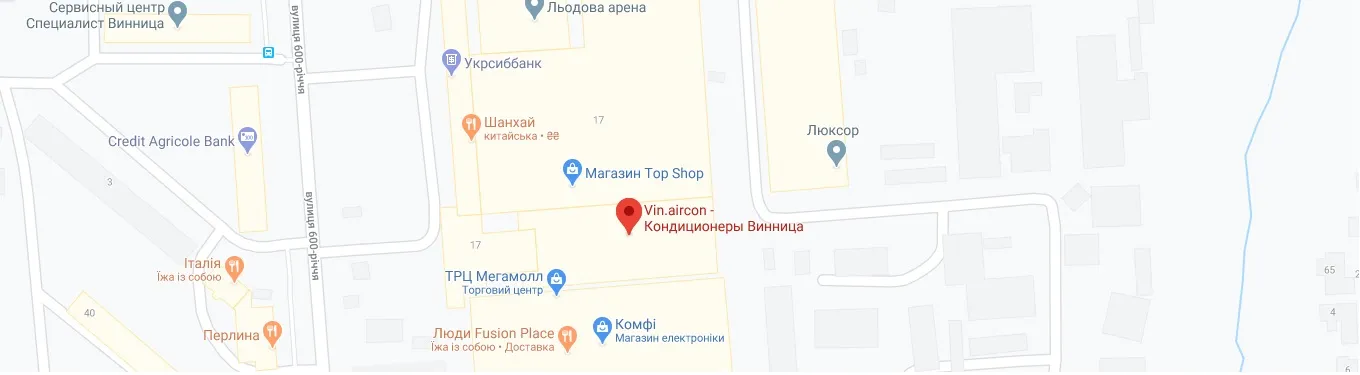 Сервисный центр
Специалист Винница
вулиця 600-річчя
Льодова арена
Укрсиббанк
Шанхай
китайська • ₴₴
17
Люксор
Credit Agricole Bank
3
Магазин Top Shop
вулиця 600-річчя
Vin.aircon -
Кондиционеры Винница
17
Італія
Їжа із собою
ТРЦ Мегамолл
Торговий центр
65
40
4
Перлина
Люди Fusion Place
Їжа із собою • Доставка
Комфі
Магазин електроніки